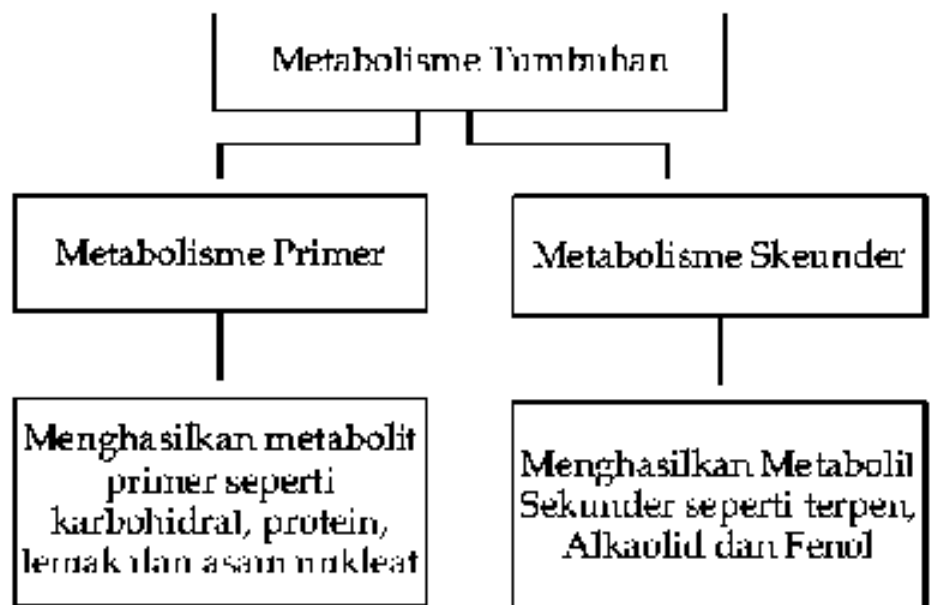 Metabolisme Tumbuhan
Metabolisme Primer
Metabolisme Skeunder
Menghasilkan metabolit
primer seperti
karbohidrat, protein,
lemak dan asam nukleat
Menghasilkan Metabolit
Sekunder seperti terpen,
Alkaolid dan Fenol